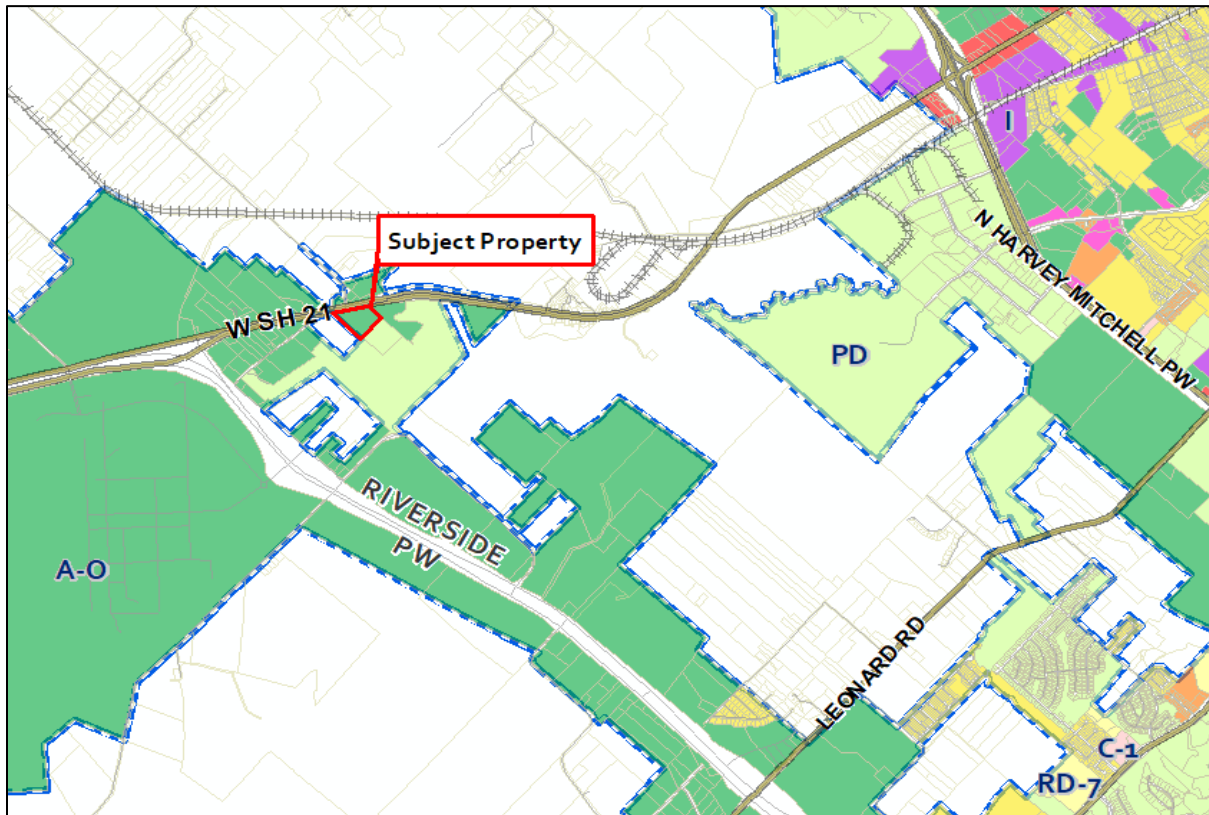 I
Subject Property
N HARVEY MITCHELL PW
W SH 21
PD
RIVERSIDE
PW
A-O
LEONARD RD
C-1
RD-7